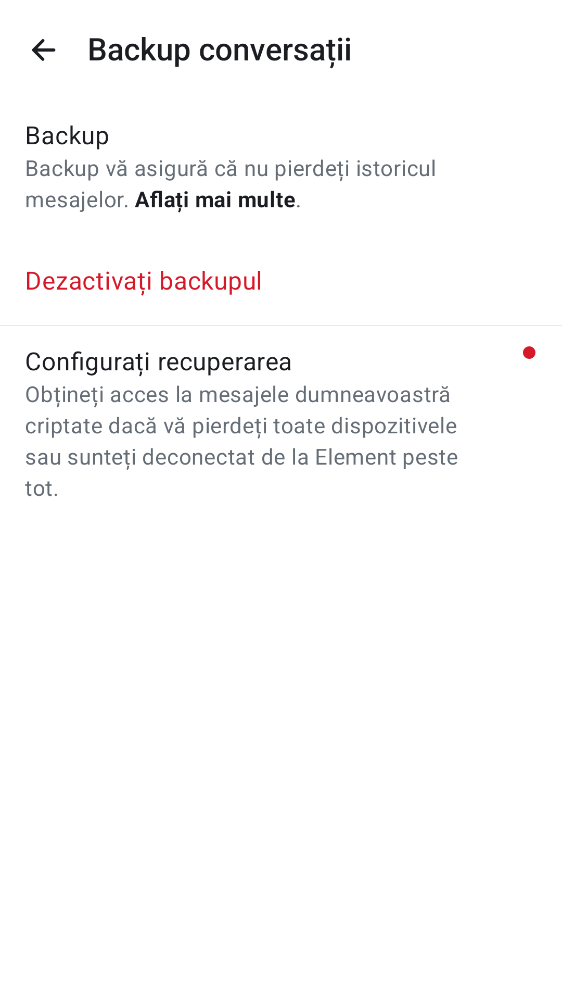 Backup conversații
Backup
Backup vă asigură că nu pierdeți istoricul
mesajelor. Aflați mai multe.
Dezactivați backupul
Configurați recuperarea
Obțineți acces la mesajele dumneavoastră
criptate dacă vă pierdeți toate dispozitivele
sau sunteți deconectat de la Element peste
tot.